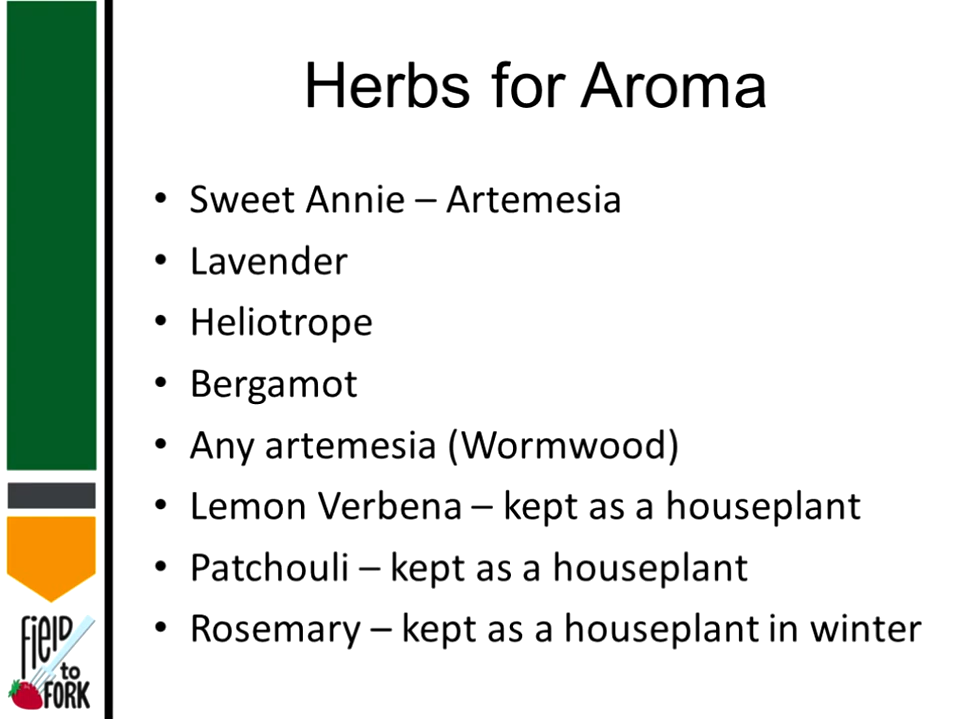 Herbs for Aroma
• Sweet Annie – Artemesia
• Lavender
• Heliotrope
• Bergamot
• Any artemesia (Wormwood)
• Lemon Verbena – kept as a houseplant
• Patchouli – kept as a houseplant
• Rosemary – kept as a houseplant in winter
FIELD
to
FORK